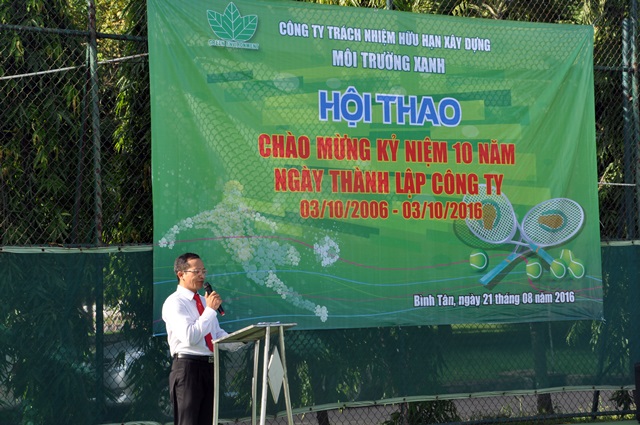 GREEN ENVIRONMENT
CÔNG TY TRÁCH NHIỆM HỮU HẠN XÂY DỰNG
MÔI TRƯỜNG XANH
HỘI THAO
CHÀO MỪNG KỶ NIỆM 10 NĂM
NGÀY THÀNH LẬP CÔNG TY
03/10/2006 - 03/10/2016
Bình Tân, ngày 21 tháng 08 năm 2016